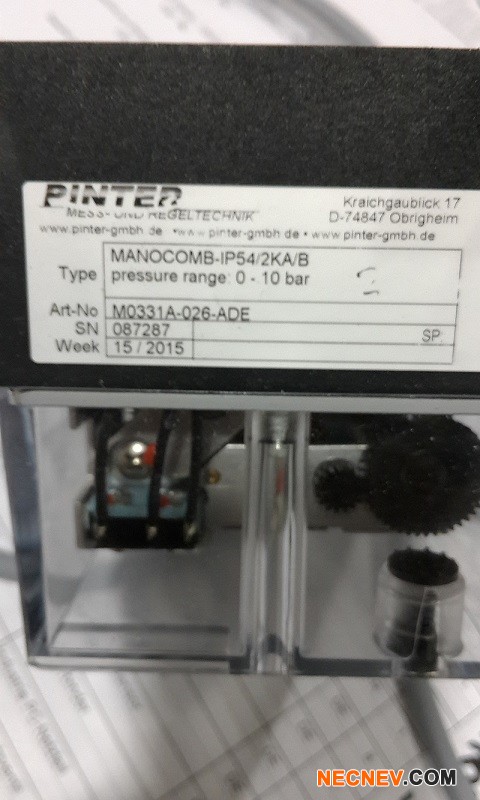 PINTER
MESS- UND REGELTECHNIK
Kraichgaublick 17
D-74847 Obrigheim
www.pinter-gmbh.de • www.pinter-gmbh.de • www.pinter-gmbh.de
Type MANOCOMB-IP54/2KA/B
pressure range: 0 - 10 bar
Art-No M0331A-026-ADE
SN 087287 SP
Week 15 / 2015
NECNEV.COM